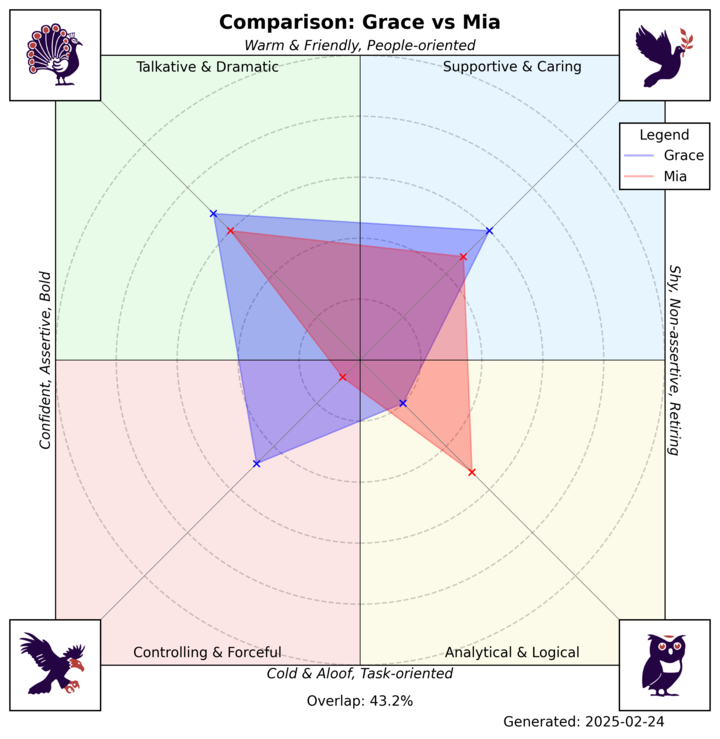 Comparison: Grace vs Mia
Warm & Friendly, People-oriented
Talkative & Dramatic
Supportive & Caring
Legend
Grace
Mia
Confident, Assertive, Bold
Shy, Non-assertive, Retiring
Controlling & Forceful
Analytical & Logical
Cold & Aloof, Task-oriented
Overlap: 43.2%
Generated: 2025-02-24